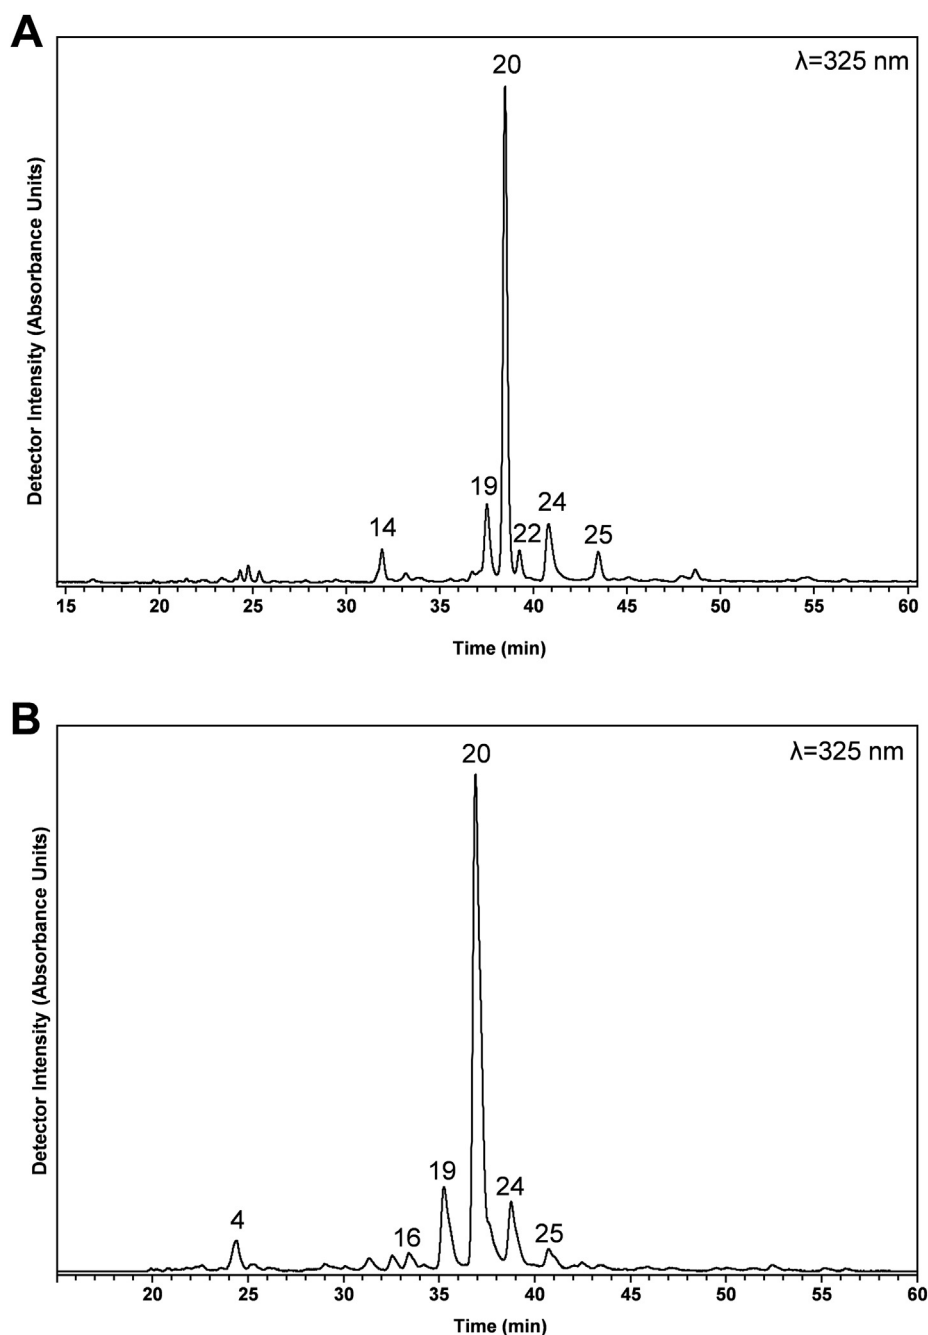 A
λ=325 nm
20
19
24
22
14
25
Detector Intensity (Absorbance Units)
15 20 25 30 35 40 45 50 55 60
Time (min)
B
λ=325 nm
20
19
24
4
16
25
Detector Intensity (Absorbance Units)
20 25 30 35 40 45 50 55 60
Time (min)